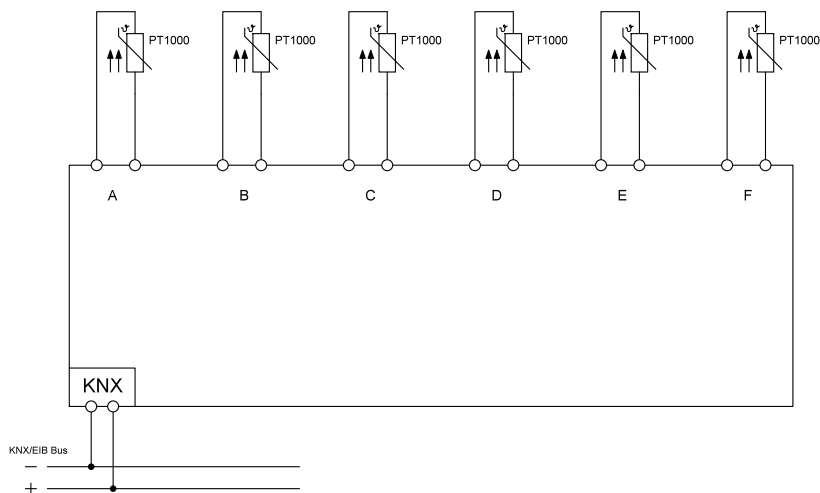 PT1000 PT1000 PT1000 PT1000 PT1000 PT1000
A B C D E F
KNX
KNX/EIB Bus
−
+